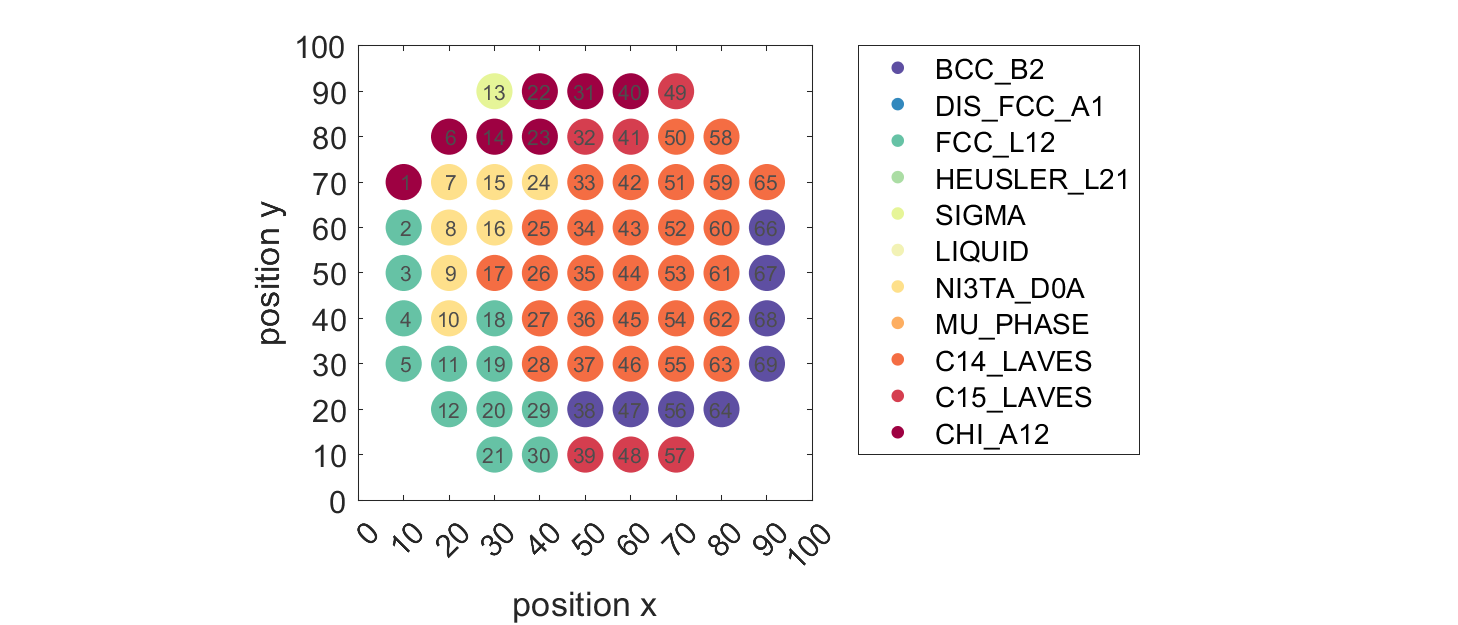 100
90
80
70
60
50
40
30
20
10
0
position y
13 22 31 40 49
6 14 23 32 41 50 58
1 7 15 24 33 42 51 59 65
2 8 16 25 34 43 52 60 66
3 9 17 26 35 44 53 61 67
4 10 18 27 36 45 54 62 68
5 11 19 28 37 46 55 63 69
12 20 29 38 47 56 64
21 30 39 48 57
0 10 20 30 40 50 60 70 80 90 100
position x
BCC_B2
DIS_FCC_A1
FCC_L12
HEUSLER_L21
SIGMA
LIQUID
NI3TA_D0A
MU_PHASE
C14_LAVES
C15_LAVES
CHI_A12